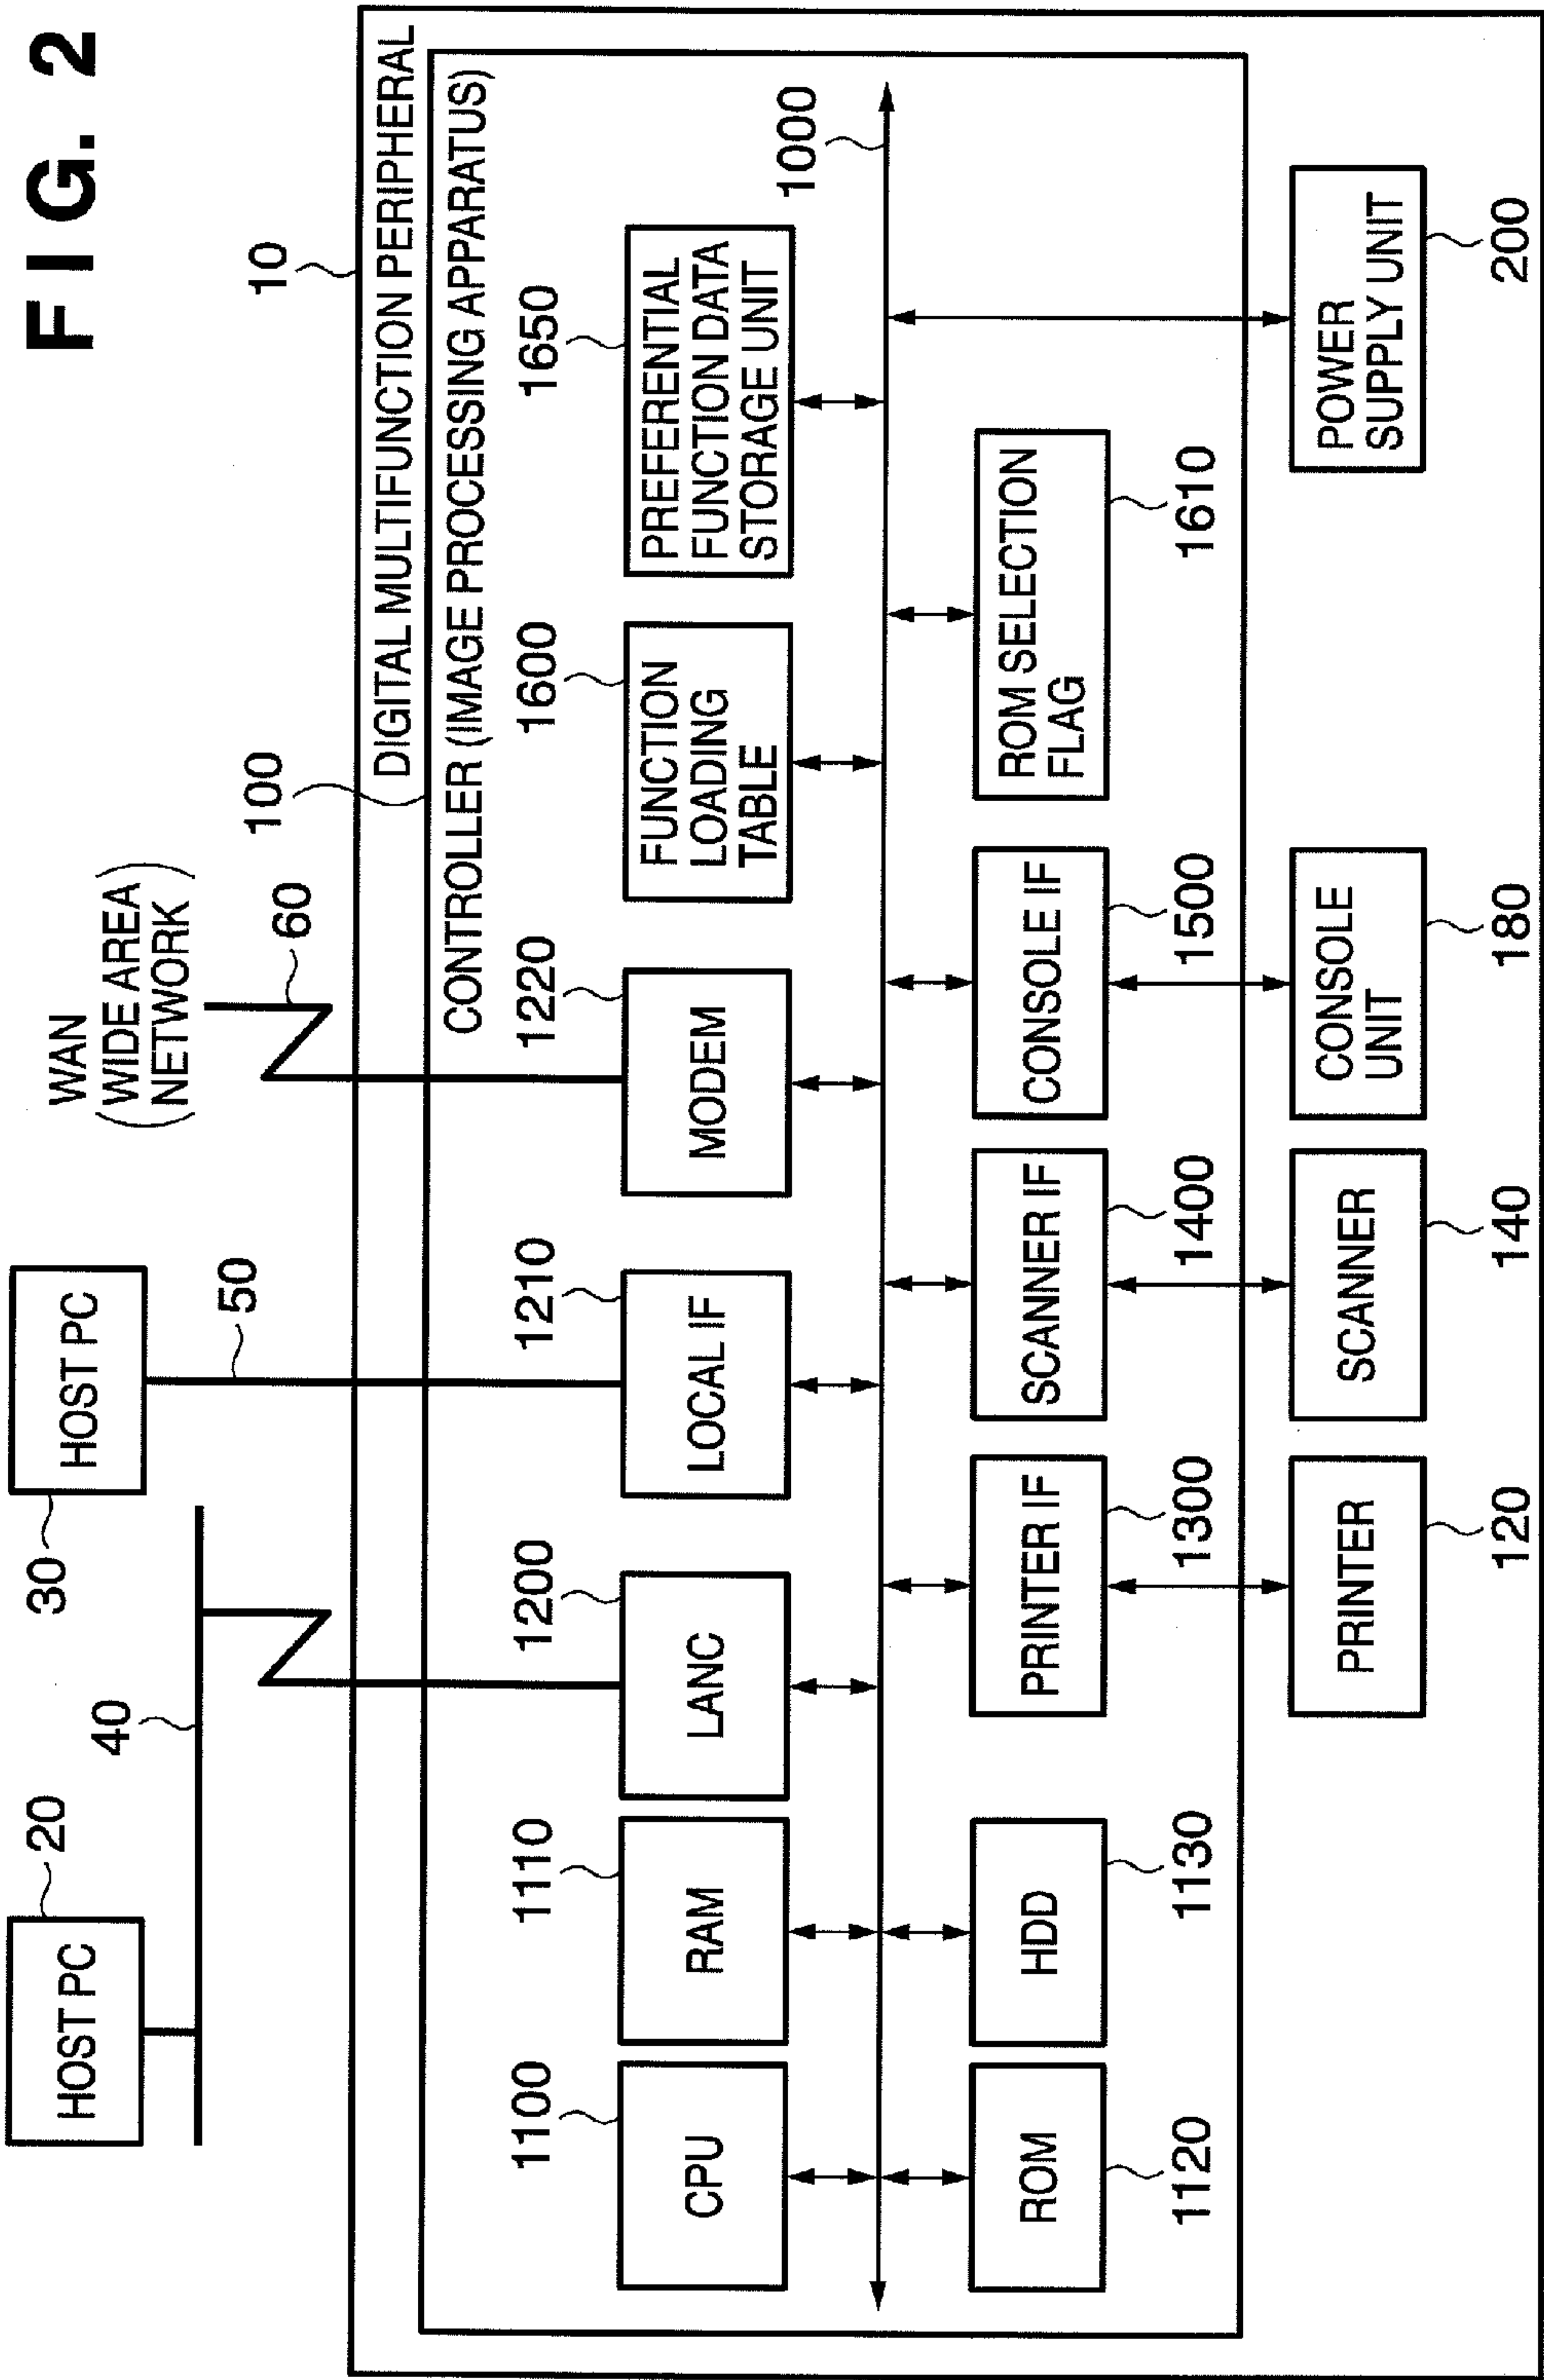 FIG. 2
WAN
(WIDE AREA
NETWORK)
HOST PC
20
40
30
HOST PC
50
60
100
10
DIGITAL MULTIFUNCTION PERIPHERAL
CONTROLLER (IMAGE PROCESSING APPARATUS)
1100
1110
1200
1210
1220
1600
1650
CPU
RAM
LANC
LOCAL IF
MODEM
FUNCTION
LOADING
TABLE
PREFERENTIAL
FUNCTION DATA
STORAGE UNIT
1000
ROM
HDD
PRINTER IF
SCANNER IF
CONSOLE IF
ROM SELECTION
FLAG
1120
1130
1300
1400
1500
1610
PRINTER
SCANNER
CONSOLE
UNIT
POWER
SUPPLY UNIT
120
140
180
200